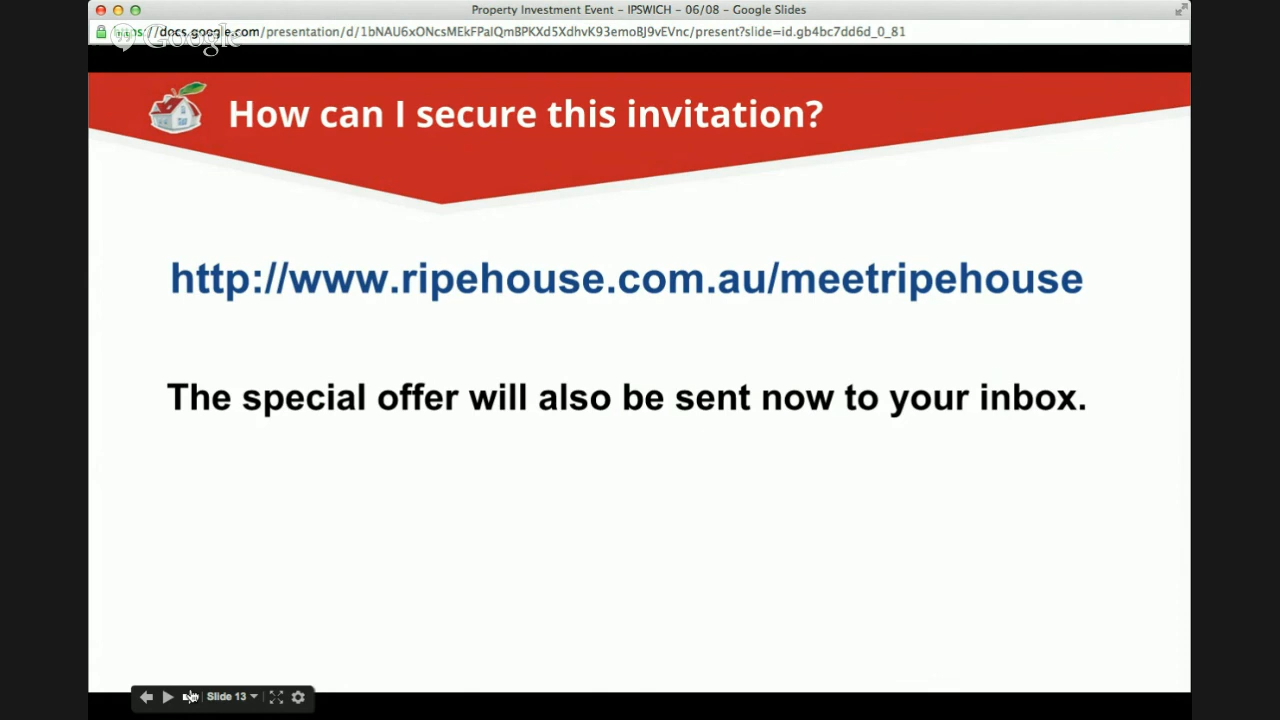 Property Investment Event – IPSWICH – 06/08 – Google Slides
https://docs.google.com/presentation/d/1bNAU6xONcsMEkFPalQmBPKXd5XdhvK93emoBJ9vEVnc/present?slide=id.gb4bc7dd6d_0_81
Google
How can I secure this invitation?
http://www.ripehouse.com.au/meetripehouse
The special offer will also be sent now to your inbox.
Slide 13